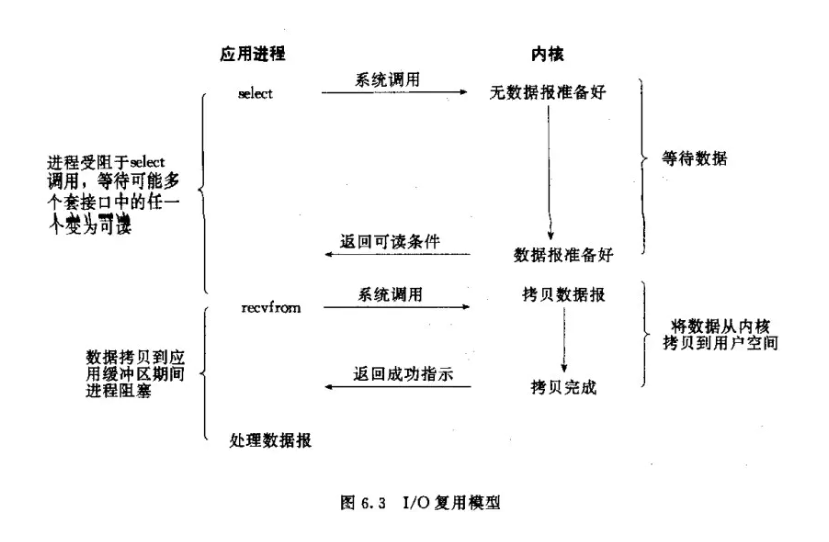 应用进程
内核
select
系统调用
无数据报准备好
进程受阻于select
调用，等待可能多
个套接口中的任一
个变为可读
等待数据
返回可读条件
数据报准备好
recvfrom
系统调用
拷贝数据报
将数据从内核
拷贝到用户空间
数据拷贝到应
用缓冲区期间
进程阻塞
返回成功指示
拷贝完成
处理数据报
图 6.3 I/O 复用模型